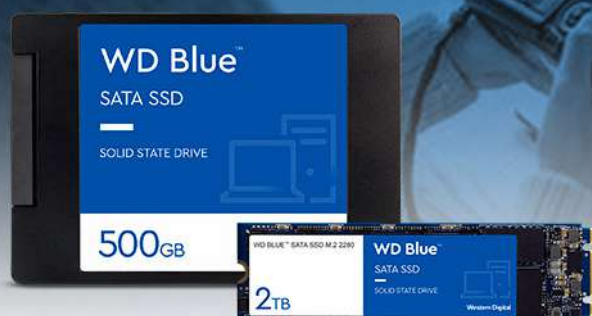 WD Blue™
SATA SSD
SOLID STATE DRIVE
500GB
WD BLUE™ SATA SSD M.2 2280
2TB
WD Blue™
SATA SSD
SOLID STATE DRIVE
Western Digital